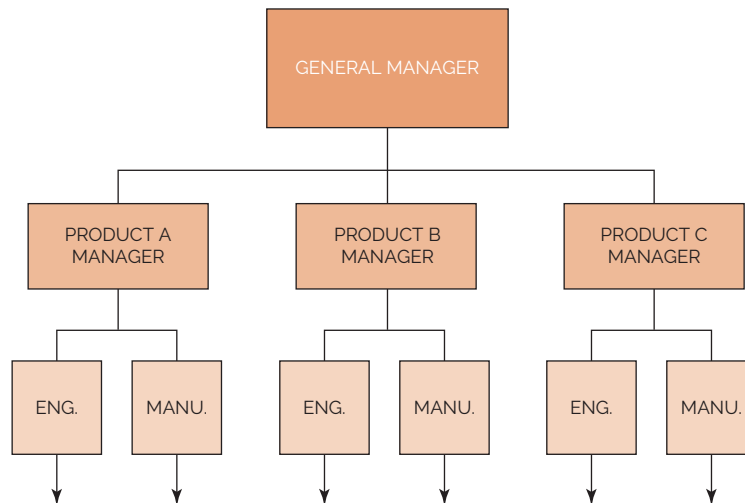 GENERAL MANAGER
PRODUCT A
MANAGER
PRODUCT B
MANAGER
PRODUCT C
MANAGER
ENG.
MANU.
ENG.
MANU.
ENG.
MANU.